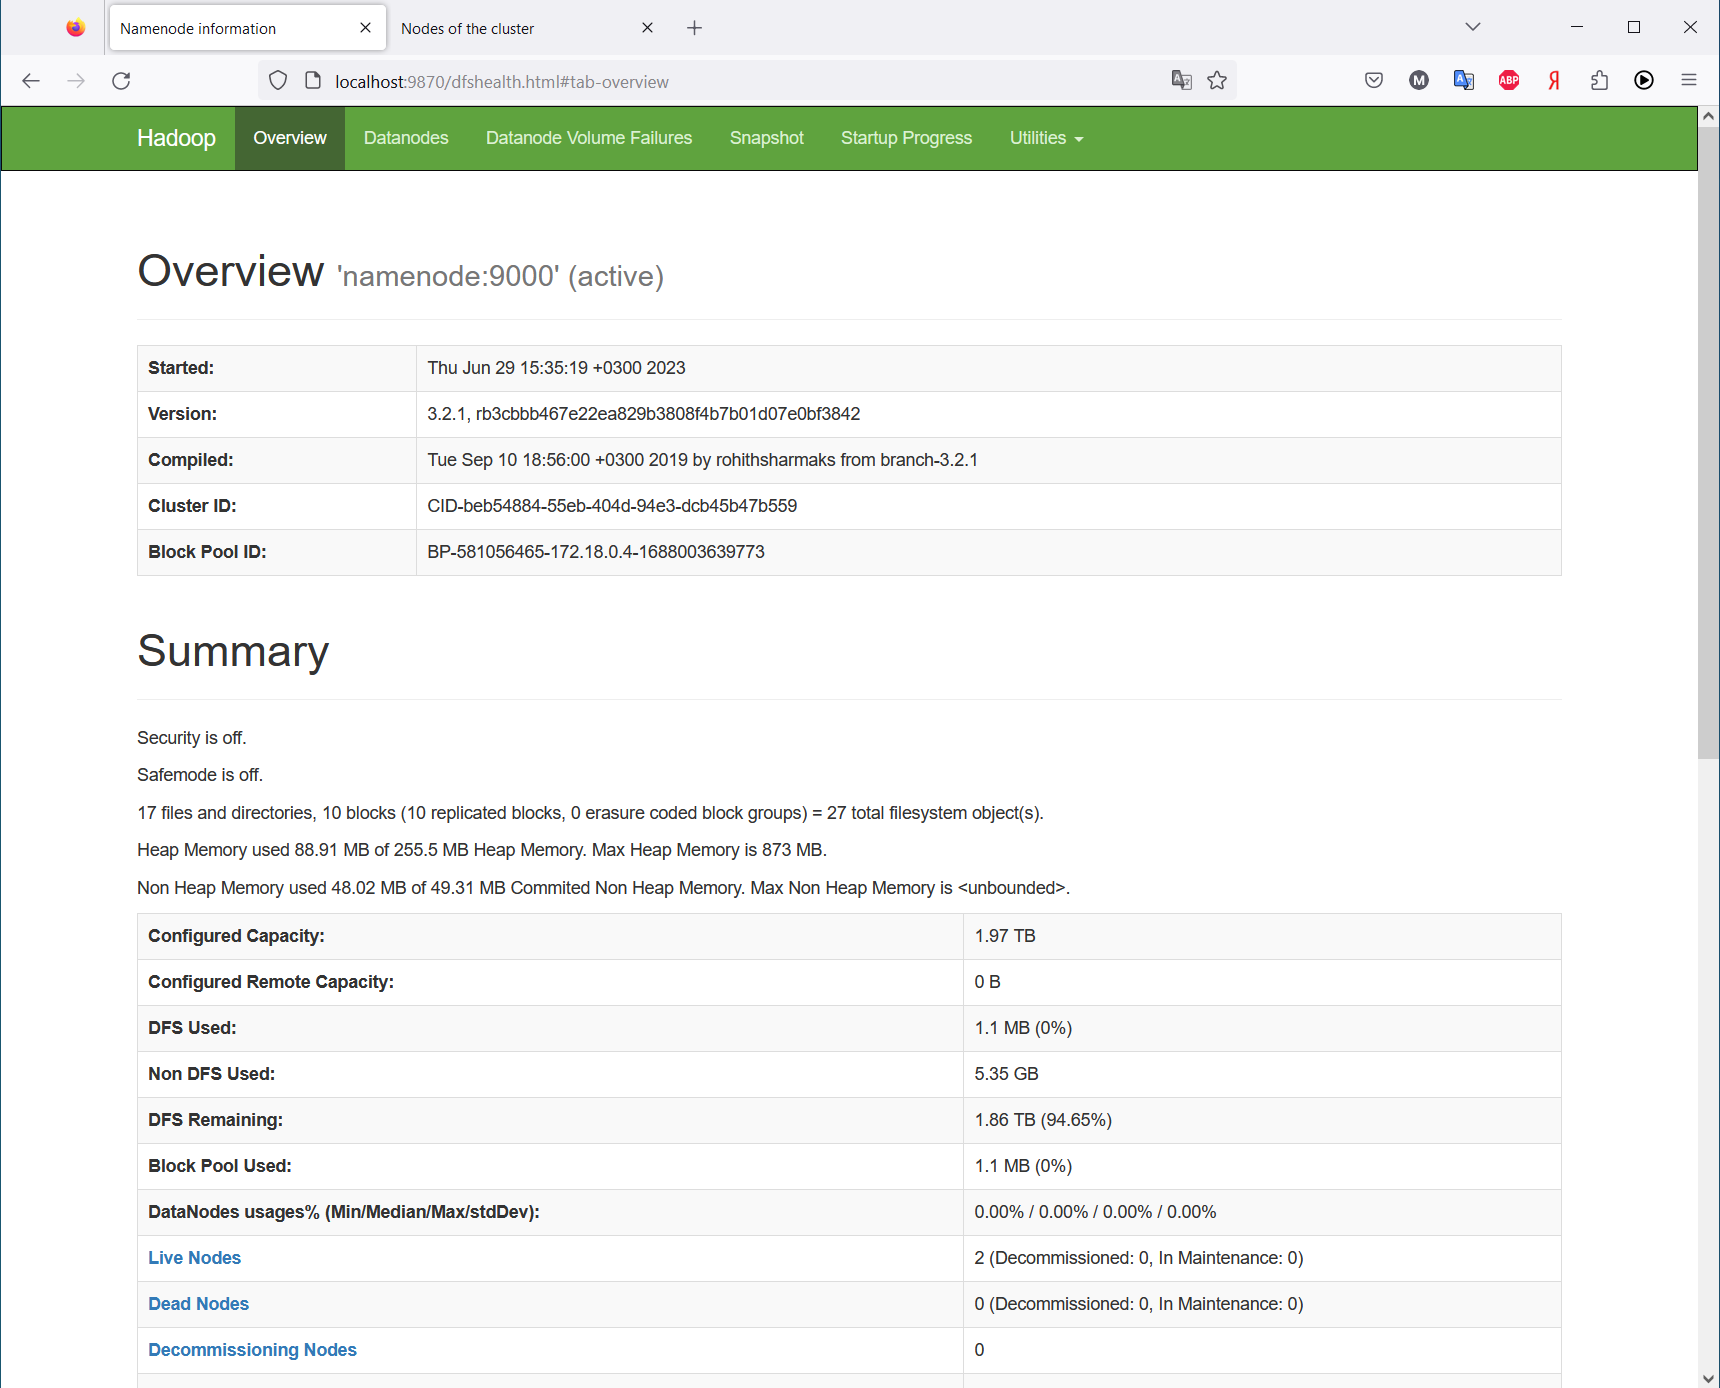 Namenode information
Nodes of the cluster
localhost:9870/dfshealth.html#tab-overview
M
ABP
Я
Hadoop Overview Datanodes Datanode Volume Failures Snapshot Startup Progress Utilities
Overview 'namenode:9000' (active)
Started: Thu Jun 29 15:35:19 +0300 2023
Version: 3.2.1, rb3cbbb467e22ea829b3808f4b7b01d07e0bf3842
Compiled: Tue Sep 10 18:56:00 +0300 2019 by rohithsharmaks from branch-3.2.1
Cluster ID: CID-beb54884-55eb-404d-94e3-dcb45b47b559
Block Pool ID: BP-581056465-172.18.0.4-1688003639773
Summary
Security is off.
Safemode is off.
17 files and directories, 10 blocks (10 replicated blocks, 0 erasure coded block groups) = 27 total filesystem object(s).
Heap Memory used 88.91 MB of 255.5 MB Heap Memory. Max Heap Memory is 873 MB.
Non Heap Memory used 48.02 MB of 49.31 MB Commited Non Heap Memory. Max Non Heap Memory is <unbounded>.
Configured Capacity: 1.97 TB
Configured Remote Capacity: 0 B
DFS Used: 1.1 MB (0%)
Non DFS Used: 5.35 GB
DFS Remaining: 1.86 TB (94.65%)
Block Pool Used: 1.1 MB (0%)
DataNodes usages% (Min/Median/Max/stdDev): 0.00% / 0.00% / 0.00% / 0.00%
Live Nodes 2 (Decommissioned: 0, In Maintenance: 0)
Dead Nodes 0 (Decommissioned: 0, In Maintenance: 0)
Decommissioning Nodes 0